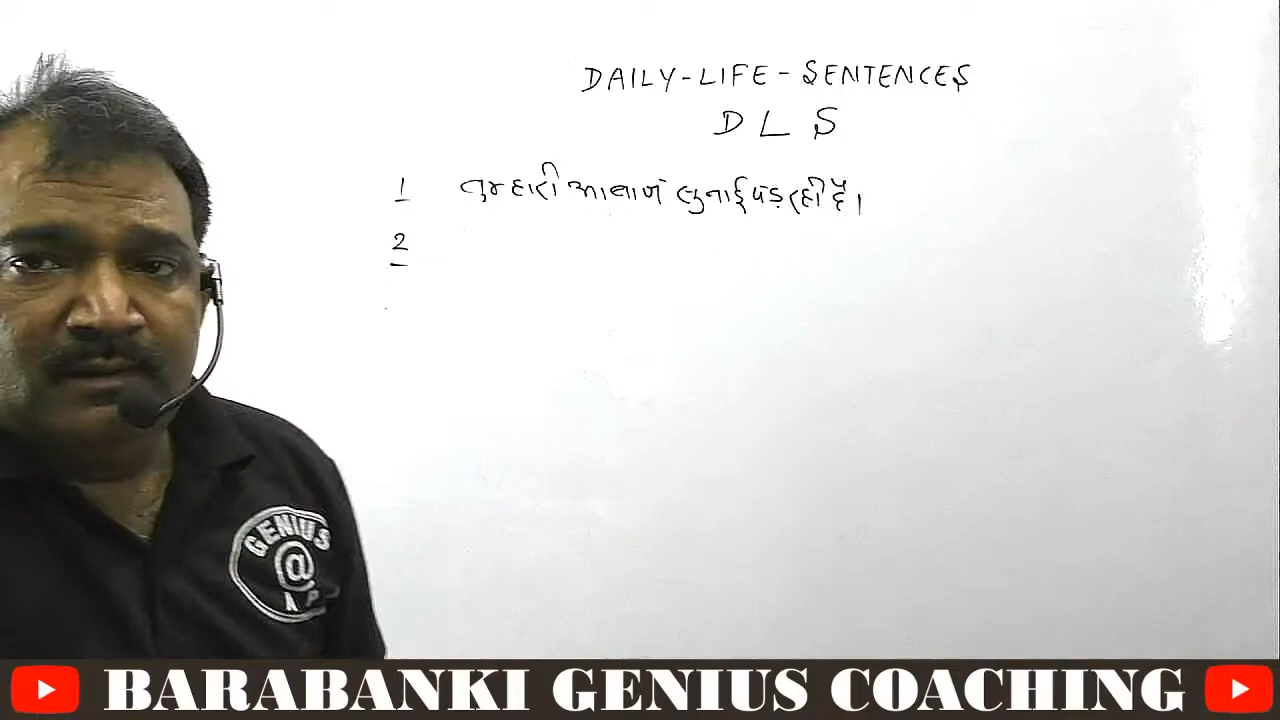 DAILY-LIFE-SENTENCES
D L S
1 तुम्हारी आवाज सुनाई पड़ रही है।
2
GENIUS
@
BARABANKI GENIUS COACHING